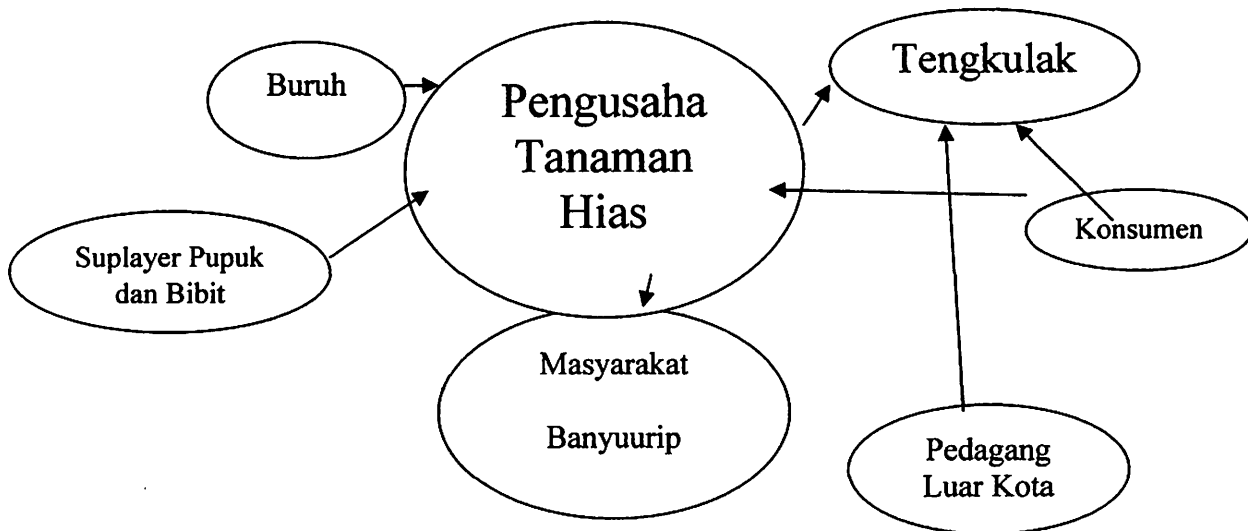 Buruh
Pengusaha
Tanaman
Hias
Tengkulak
Suplayer Pupuk
dan Bibit
Konsumen
Masyarakat
Banyuurip
Pedagang
Luar Kota